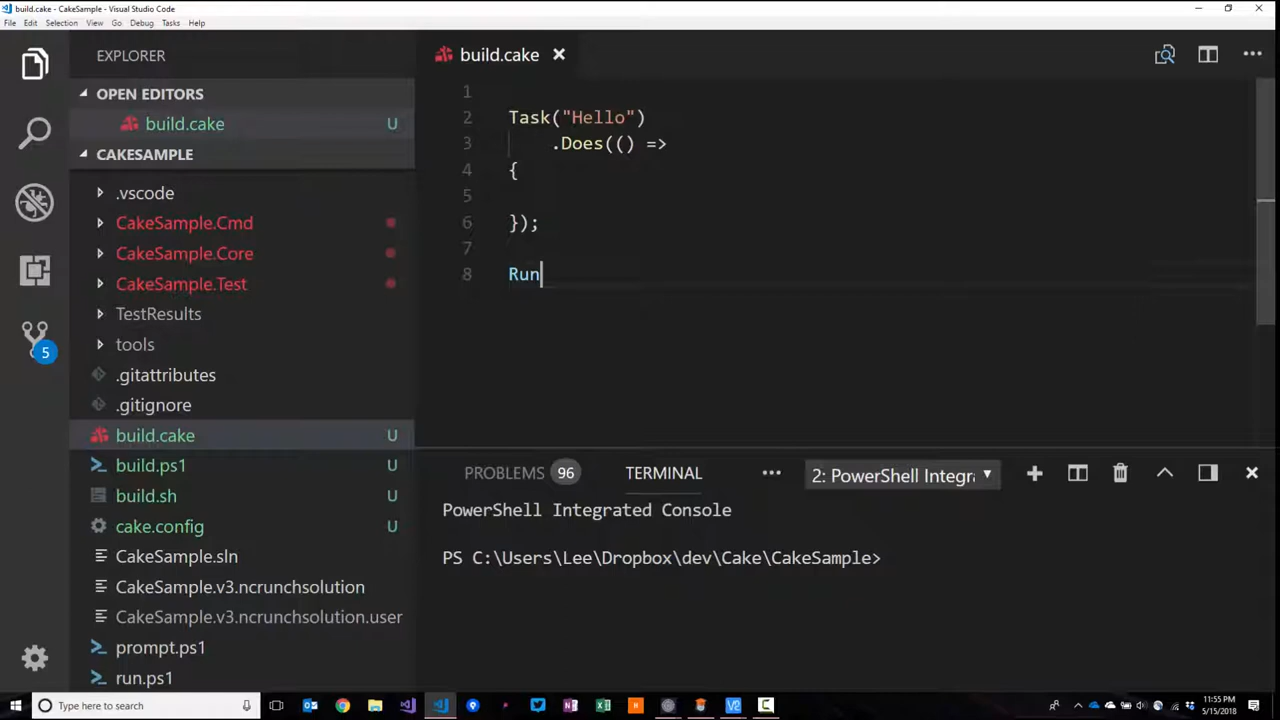 build.cake - CakeSample - Visual Studio Code
File Edit Selection View Go Debug Tasks Help
EXPLORER
OPEN EDITORS
build.cake U
CAKESAMPLE
.vscode
CakeSample.Cmd
CakeSample.Core
CakeSample.Test
TestResults
tools
.gitattributes
.gitignore
build.cake U
build.ps1 U
build.sh U
cake.config U
CakeSample.sln
CakeSample.v3.ncrunchsolution
CakeSample.v3.ncrunchsolution.user
prompt.ps1
run.ps1
5
build.cake
1
2 Task("Hello")
3 .Does(() =>
4 {
5
6 });
7
8 Run
PROBLEMS 96 TERMINAL ··· 2: PowerShell Integra
PowerShell Integrated Console
PS C:\Users\Lee\Dropbox\dev\Cake\CakeSample>
Type here to search
11:55 PM
5/15/2018